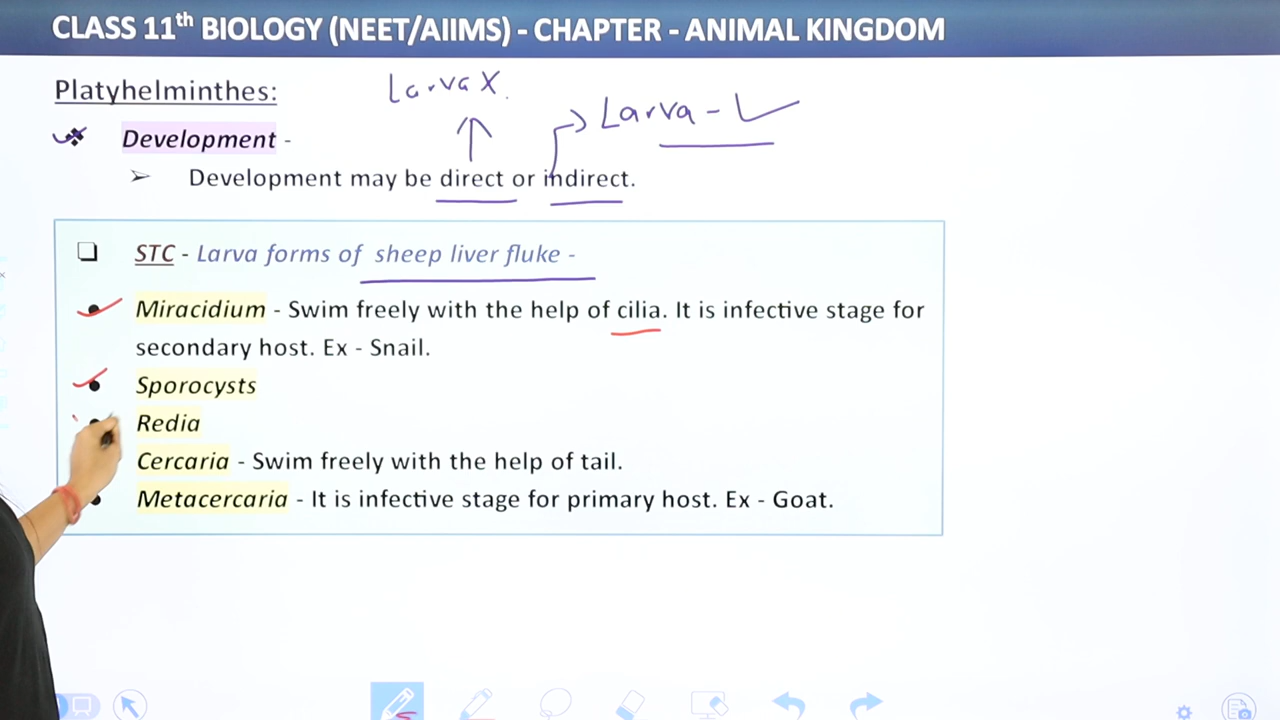 CLASS 11th BIOLOGY (NEET/AIIMS) - CHAPTER - ANIMAL KINGDOM
Platyhelminthes:
Larva X.
Larva -
Development -
Development may be direct or indirect.
STC - Larva forms of sheep liver fluke -
Miracidium - Swim freely with the help of cilia. It is infective stage for
secondary host. Ex - Snail.
Sporocysts
Redia
Cercaria - Swim freely with the help of tail.
Metacercaria - It is infective stage for primary host. Ex - Goat.